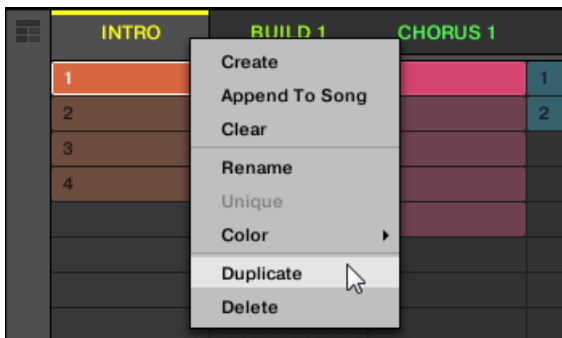 INTRO BUILD 1 CHORUS 1
1 1
2 2
3
4
Create
Append To Song
Clear
Rename
Unique
Color
Duplicate
Delete